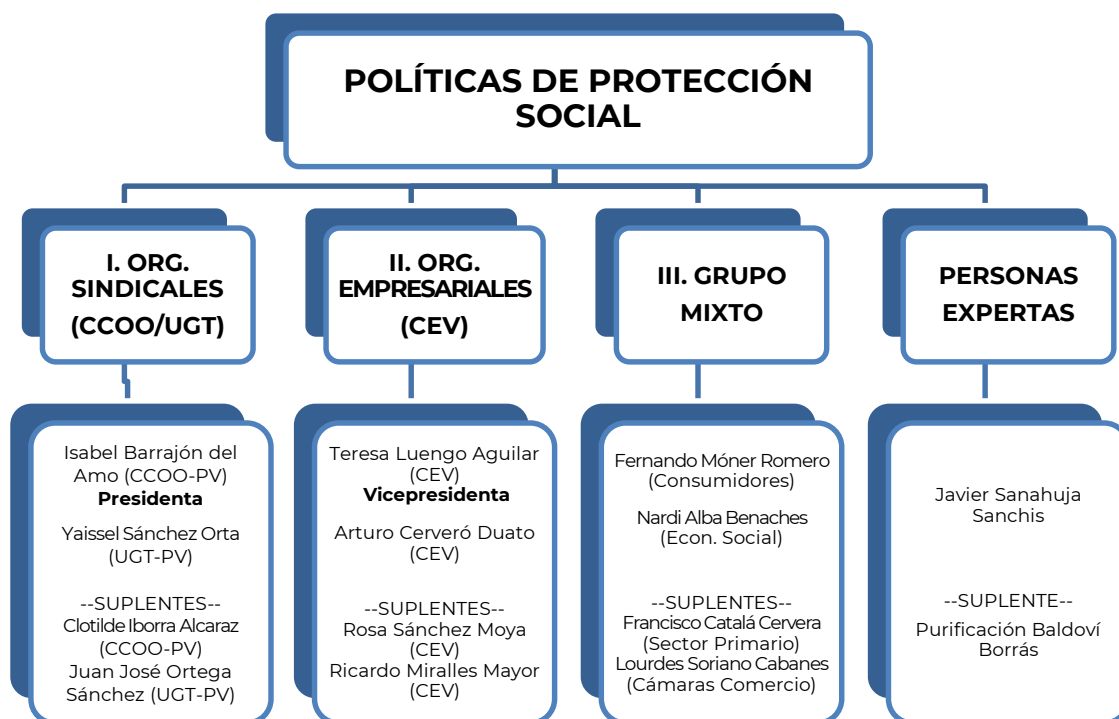 POLÍTICAS DE PROTECCIÓN
SOCIAL
I. ORG.
SINDICALES
(CCOO/UGT)
II. ORG.
EMPRESARIALES
(CEV)
III. GRUPO
MIXTO
PERSONAS
EXPERTAS
Isabel Barrajón del
Amo (CCOO-PV)
Presidenta
Yaissel Sánchez Orta
(UGT-PV)
--SUPLENTES--
Clotilde Iborra Alcaraz
(CCOO-PV)
Juan José Ortega
Sánchez (UGT-PV)
Teresa Luengo Aguilar
(CEV)
Vicepresidenta
Arturo Cerveró Duato
(CEV)
--SUPLENTES--
Rosa Sánchez Moya
(CEV)
Ricardo Miralles Mayor
(CEV)
Fernando Móner Romero
(Consumidores)
Nardi Alba Benaches
(Econ. Social)
--SUPLENTES--
Francisco Catalá Cervera
(Sector Primario)
Lourdes Soriano Cabanes
(Cámaras Comercio)
Javier Sanahuja
Sanchis
--SUPLENTE--
Purificación Baldoví
Borrás